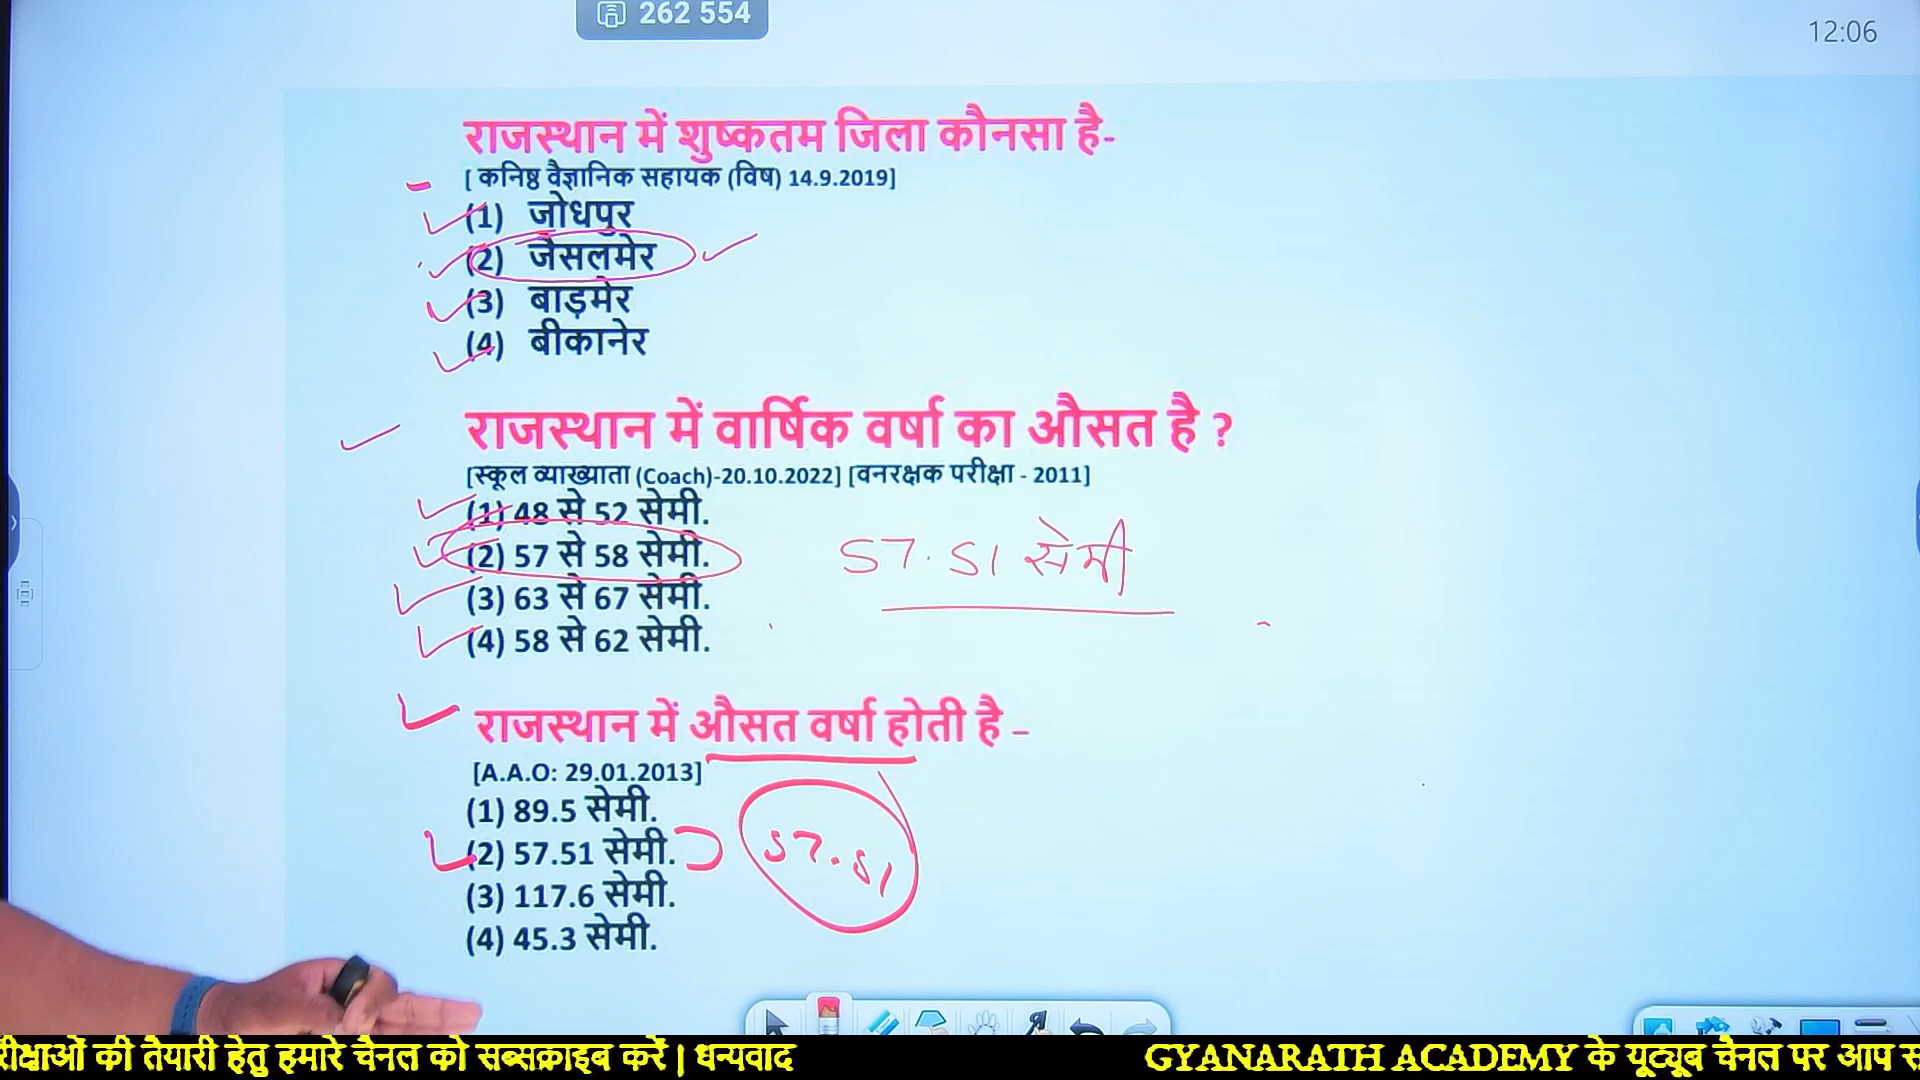 262 554
12:06
राजस्थान में शुष्कतम जिला कौनसा है-
[ कनिष्ठ वैज्ञानिक सहायक (विष) 14.9.2019]
(1) जोधपुर
(2) जैसलमेर
(3) बाड़मेर
(4) बीकानेर
राजस्थान में वार्षिक वर्षा का औसत है ?
[स्कूल व्याख्याता (Coach)-20.10.2022] [वनरक्षक परीक्षा - 2011]
(1) 48 से 52 सेमी.
(2) 57 से 58 सेमी.
57.51 सेमी
(3) 63 से 67 सेमी.
(4) 58 से 62 सेमी.
राजस्थान में औसत वर्षा होती है –
[A.A.O: 29.01.2013]
(1) 89.5 सेमी.
(2) 57.51 सेमी.
57.51
(3) 117.6 सेमी.
(4) 45.3 सेमी.
रीक्षाओं की तैयारी हेतु हमारे चैनल को सब्सक्राइब करें | धन्यवाद
GYANARATH ACADEMY के यूट्यूब चैनल पर आप स